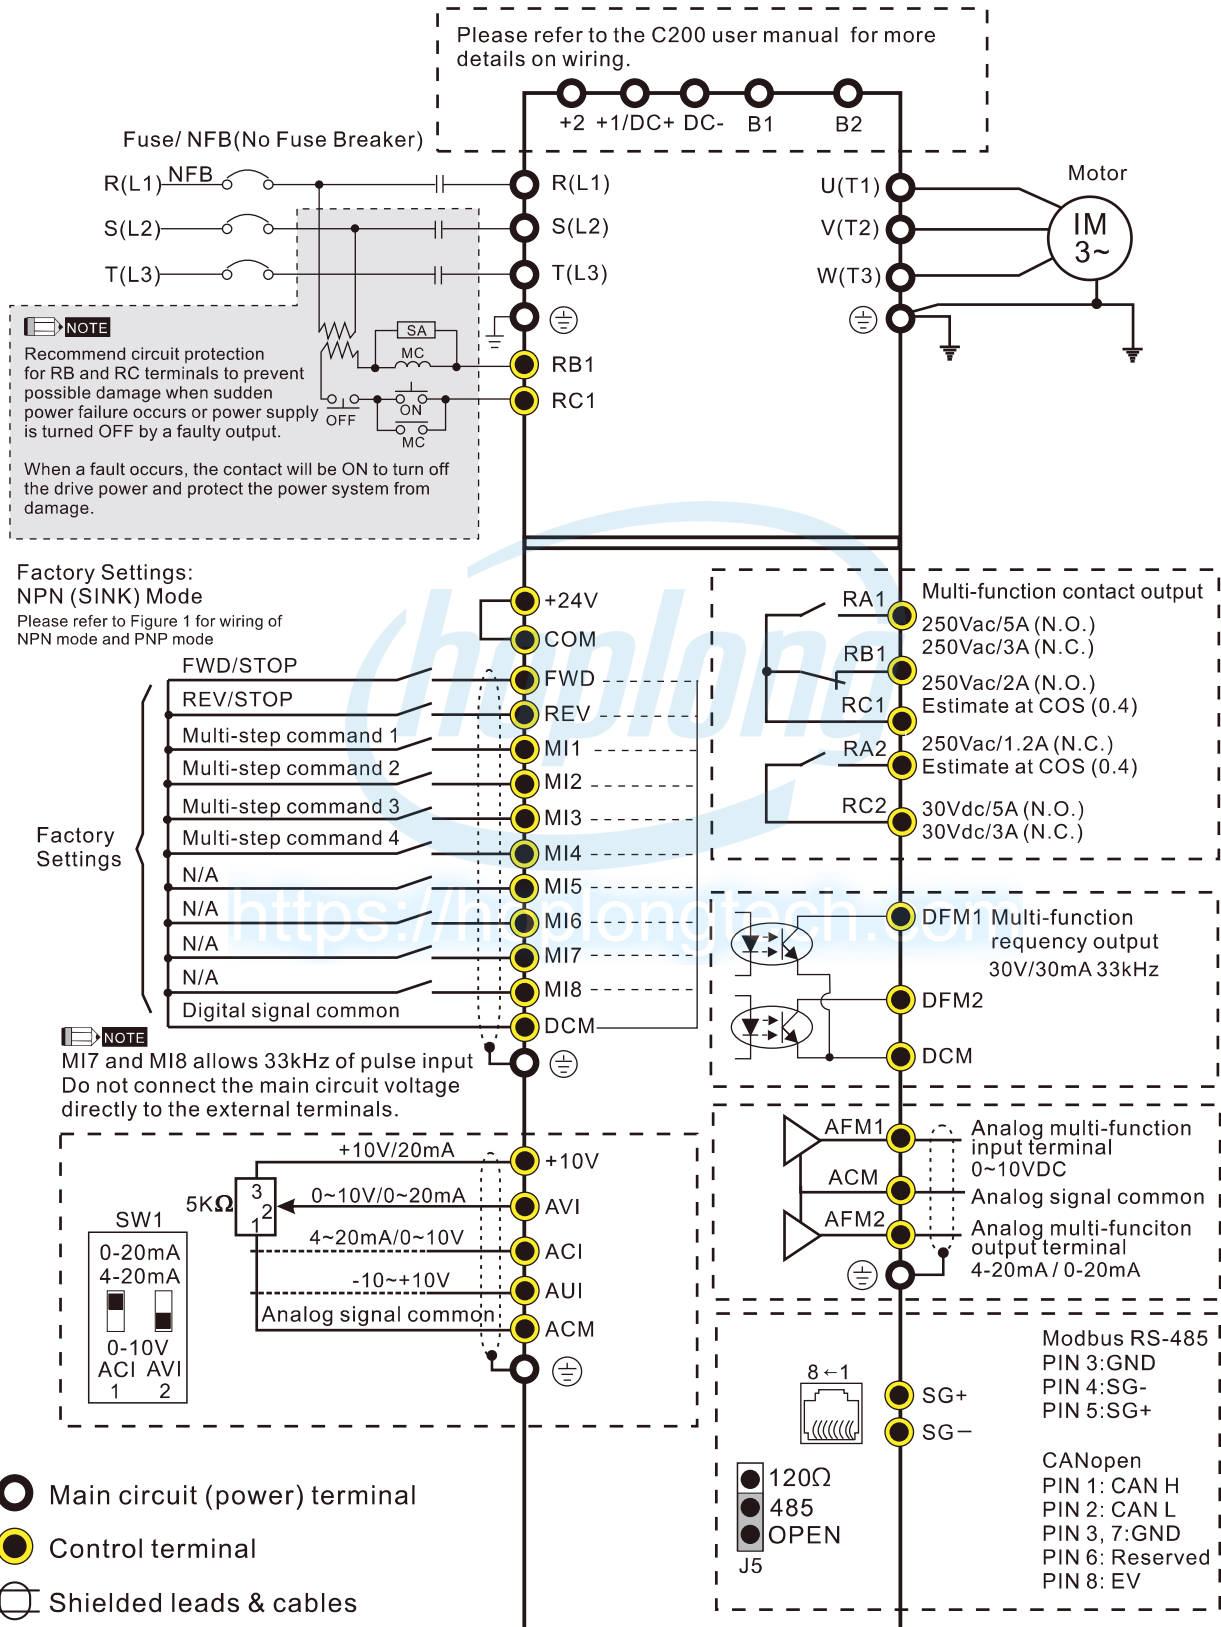 Please refer to the C200 user manual for more
details on wiring.
+2 +1/DC+ DC- B1 B2
Fuse/ NFB(No Fuse Breaker)
R(L1) NFB
S(L2)
T(L3)
R(L1)
S(L2)
T(L3)
RB1
RC1
U(T1)
V(T2)
W(T3)
Motor
IM
3~
SA
MC
ON
OFF
MC
NOTE
Recommend circuit protection
for RB and RC terminals to prevent
possible damage when sudden
power failure occurs or power supply
is turned OFF by a faulty output.
When a fault occurs, the contact will be ON to turn off
the drive power and protect the power system from
damage.
hoplong
https://hoplongtech.com
Factory Settings:
NPN (SINK) Mode
Please refer to Figure 1 for wiring of
NPN mode and PNP mode
+24V
COM
FWD/STOP FWD
REV/STOP REV
Multi-step command 1 MI1
Multi-step command 2 MI2
Multi-step command 3 MI3
Multi-step command 4 MI4
N/A MI5
N/A MI6
N/A MI7
N/A MI8
Digital signal common DCM
Factory
Settings
NOTE
MI7 and MI8 allows 33kHz of pulse input
Do not connect the main circuit voltage
directly to the external terminals.
+10V/20mA +10V
5KΩ
3
2
1
0~10V/0~20mA AVI
4~20mA/0~10V ACI
-10~+10V AUI
Analog signal common ACM
SW1
0-20mA
4-20mA
0-10V
ACI AVI
1 2
Main circuit (power) terminal
Control terminal
Shielded leads & cables
RA1
RB1
RC1
RA2
RC2
Multi-function contact output
250Vac/5A (N.O.)
250Vac/3A (N.C.)
250Vac/2A (N.O.)
Estimate at COS (0.4)
250Vac/1.2A (N.C.)
Estimate at COS (0.4)
30Vdc/5A (N.O.)
30Vdc/3A (N.C.)
DFM1 Multi-function
requency output
30V/30mA 33kHz
DFM2
DCM
AFM1
ACM
AFM2
Analog multi-function
input terminal
0~10VDC
Analog signal common
Analog multi-funciton
output terminal
4-20mA / 0-20mA
8←1
SG+
SG−
120Ω
485
OPEN
J5
Modbus RS-485
PIN 3:GND
PIN 4:SG-
PIN 5:SG+
CANopen
PIN 1: CAN H
PIN 2: CAN L
PIN 3, 7:GND
PIN 6: Reserved
PIN 8: EV